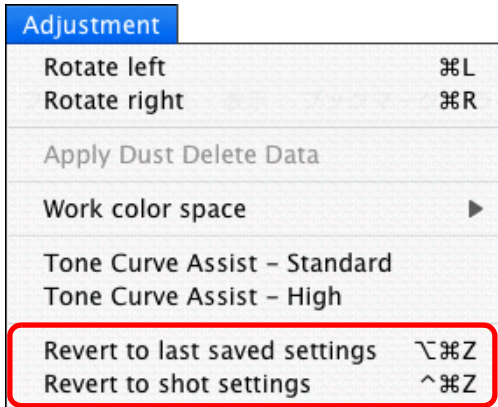 Adjustment
Rotate left ⌘L
Rotate right ⌘R
Apply Dust Delete Data
Work color space ▶
Tone Curve Assist – Standard
Tone Curve Assist – High
Revert to last saved settings ⌥⌘Z
Revert to shot settings ^⌘Z